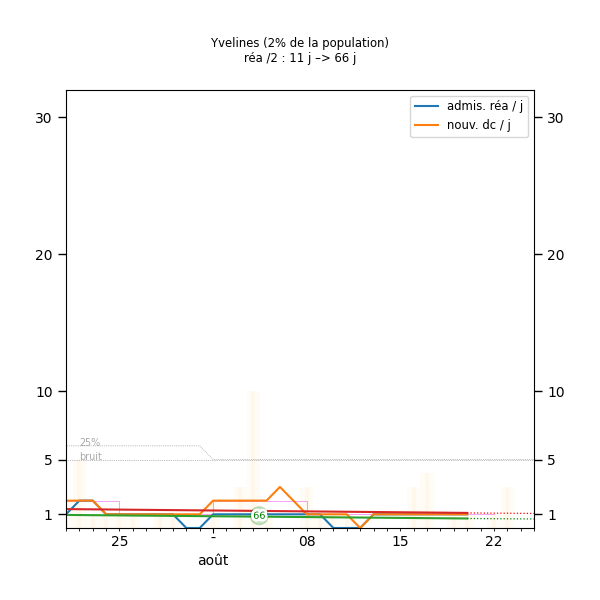 Yvelines (2% de la population)
réa /2 : 11 j –> 66 j
admis. réa / j
nouv. dc / j
30
30
20
20
10
10
25%
bruit
5
5
66
1
1
25
-
08
15
22
août